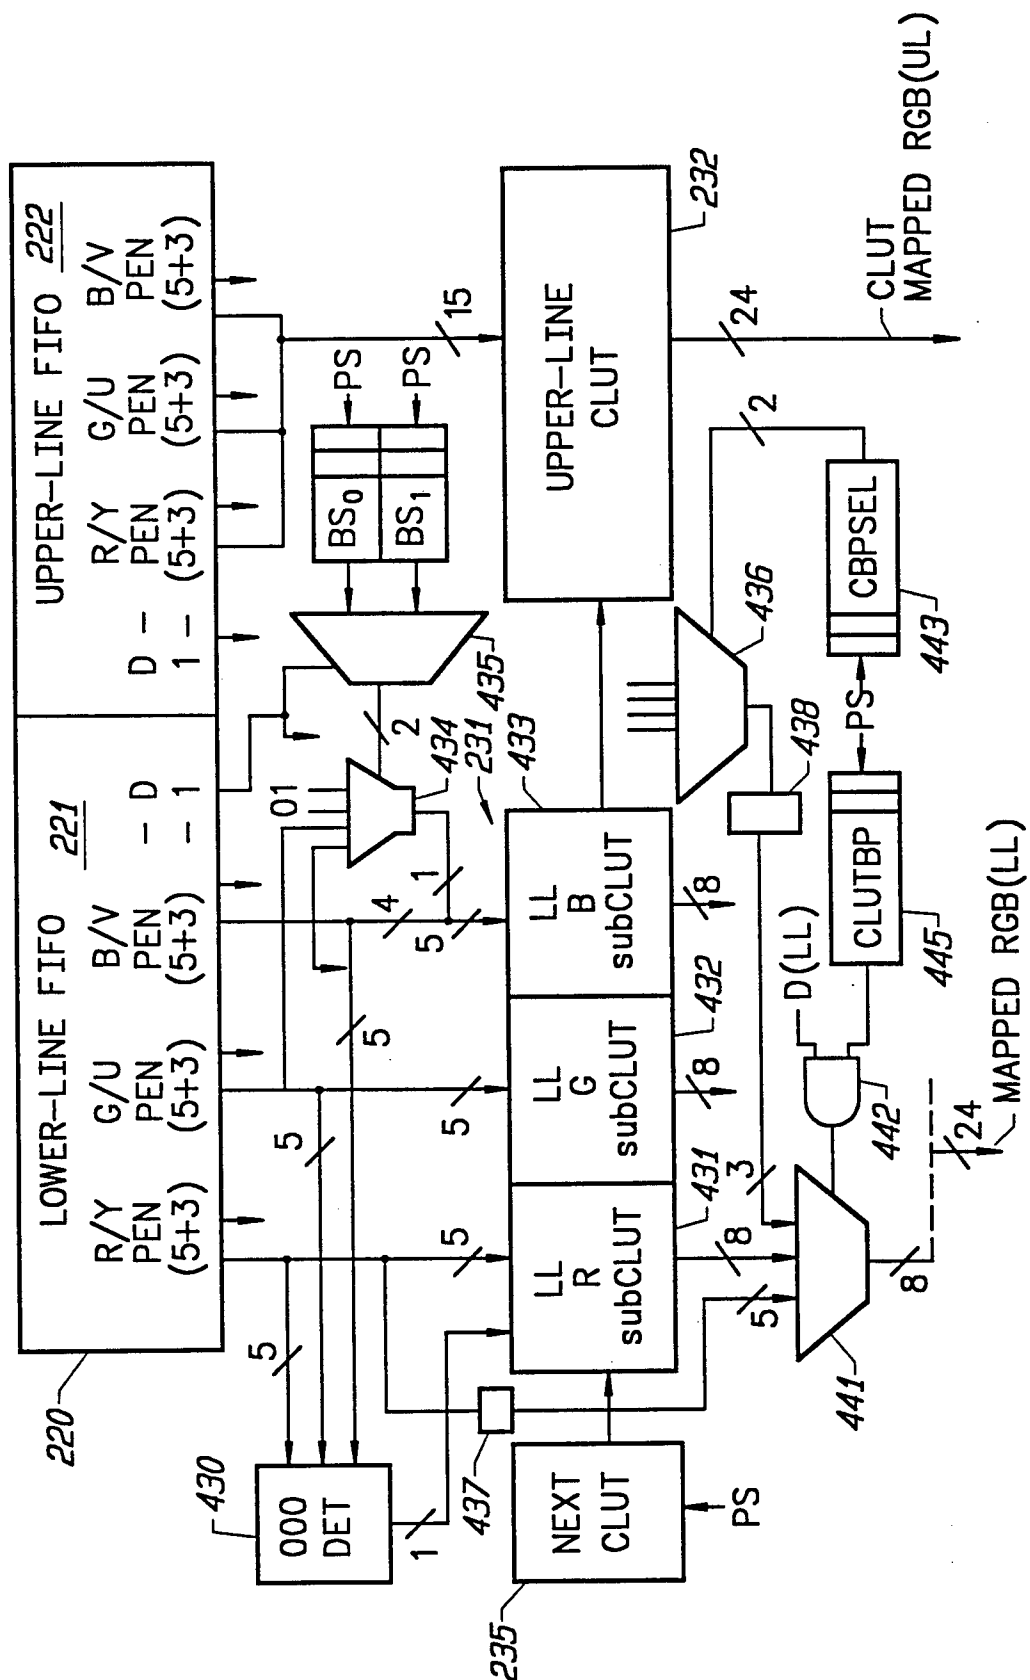 LOWER-LINE FIFO 221
R/Y PEN (5+3)
G/U PEN (5+3)
B/V PEN (5+3)
- D
- 1
UPPER-LINE FIFO 222
D -
1 -
R/Y PEN (5+3)
G/U PEN (5+3)
B/V PEN (5+3)
220
5
5
5
430
000
DET
1
437
5
5
5
4
1
01
434
2
435
BS0
BS1
PS
PS
15
231
433
NEXT
CLUT
235
PS
LL
R
subCLUT
431
LL
G
subCLUT
432
LL
B
subCLUT
UPPER-LINE
CLUT
232
8
8
8
24
CLUT
MAPPED RGB(UL)
436
2
438
3
5
441
8
442
D(LL)
CLUTBP
445
PS
CBPSEL
443
24
MAPPED RGB(LL)